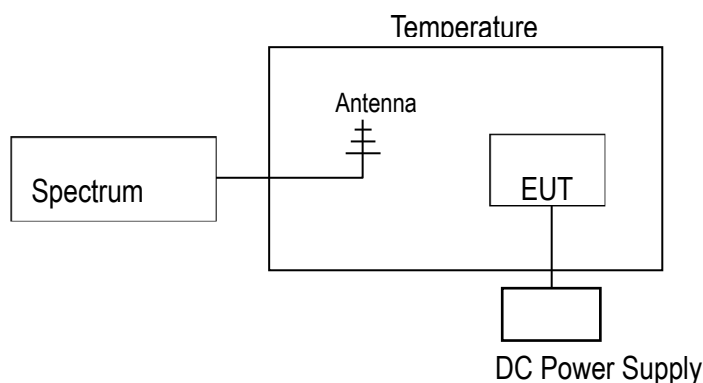 Temperature
Antenna
Spectrum
EUT
DC Power Supply